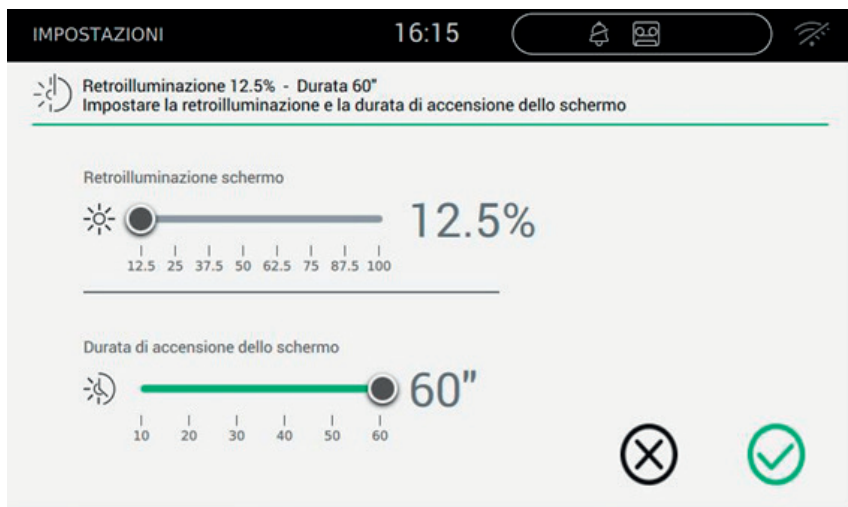 IMPOSTAZIONI 16:15
Retroilluminazione 12.5% - Durata 60"
Impostare la retroilluminazione e la durata di accensione dello schermo
Retroilluminazione schermo
12.5%
12.5 25 37.5 50 62.5 75 87.5 100
Durata di accensione dello schermo
60"
10 20 30 40 50 60